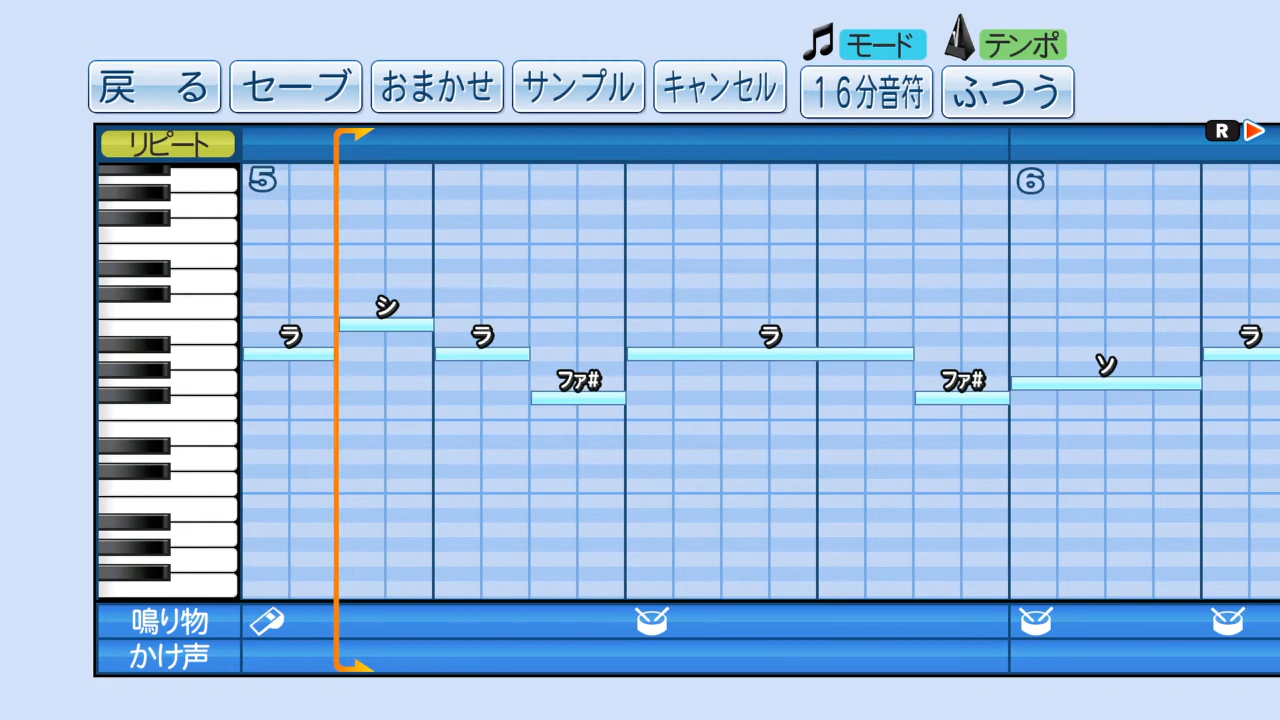 モード テンポ
戻 る セーブ おまかせ サンプル キャンセル 16分音符 ふつう
リピート R
5 6
シ
ラ ラ ラ ラ
ソ
ファ# ファ#
鳴り物
かけ声